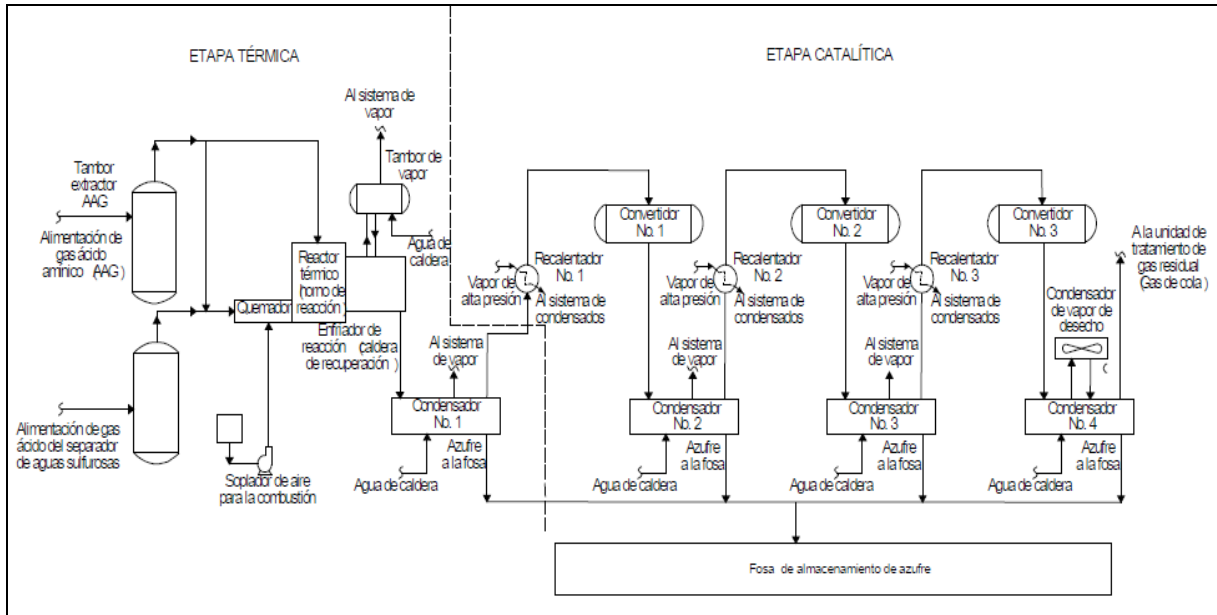 ETAPA TÉRMICA
ETAPA CATALÍTICA
Al sistema de
vapor
Tambor de
vapor
Tambor
extractor
AAG
Alimentación de
gas ácido
amínico (AAG)
Agua de
caldera
Reactor
térmico
(horno de
reacción)
Quemador
Enfriador de
reacción (caldera
de recuperación)
Alimentación de gas
ácido del separador
de aguas sulfurosas
Soplador de aire
para la combustión
Al sistema de
vapor
Condensador
No. 1
Agua de caldera
Azufre
a la fosa
Recalentador
No. 1
Vapor de
alta presión
Al sistema de
condensados
Convertidor
No. 1
Al sistema
de vapor
Condensador
No. 2
Agua de caldera
Azufre
a la fosa
Recalentador
No. 2
Vapor de
alta presión
Al sistema de
condensados
Convertidor
No. 2
Al sistema
de vapor
Condensador
No. 3
Agua de caldera
Azufre
a la fosa
Recalentador
No. 3
Vapor de
alta presión
Al sistema de
condensados
Convertidor
No. 3
Condensador
de vapor de
desecho
A la unidad de
tratamiento de
gas residual
(Gas de cola)
Condensador
No. 4
Agua de caldera
Azufre
a la fosa
Fosa de almacenamiento de azufre